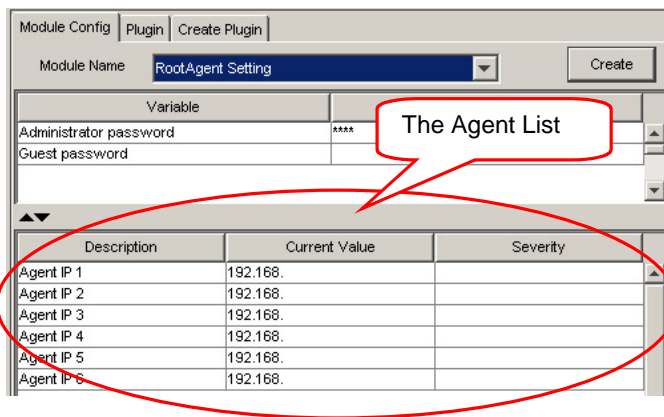 Module Config Plugin Create Plugin
Module Name RootAgent Setting Create
Variable
Administrator password ****
Guest password
The Agent List
Description Current Value Severity
Agent IP 1 192.168.
Agent IP 2 192.168.
Agent IP 3 192.168.
Agent IP 4 192.168.
Agent IP 5 192.168.
Agent IP 6 192.168.